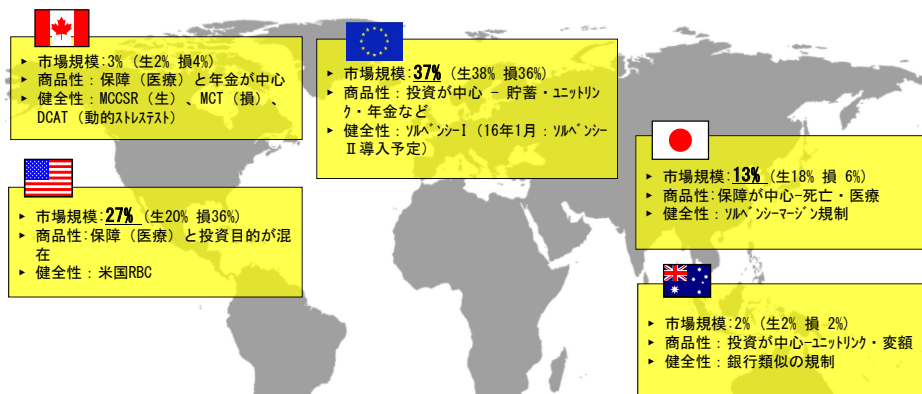 ▶ 市場規模:3% (生2% 損4%)
▶ 商品性：保障（医療）と年金が中心
▶ 健全性：MCCSR（生）、MCT（損）、
DCAT（動的ｽﾄﾚｽﾃｽﾄ）
▶ 市場規模:37% (生38% 損36%)
▶ 商品性：投資が中心 － 貯蓄・ﾕﾆｯﾄﾘﾝ
ｸ・年金など
▶ 健全性：ｿﾙﾍﾞﾝｼｰⅠ（16年1月：ｿﾙﾍﾞﾝｼｰ
Ⅱ導入予定）
▶ 市場規模:27% (生20% 損36%)
▶ 商品性:保障（医療）と投資目的が混
在
▶ 健全性：米国RBC
▶ 市場規模:13% (生18% 損 6%)
▶ 商品性:保障が中心-死亡・医療
▶ 健全性：ｿﾙﾍﾞﾝｼｰﾏｰｼﾞﾝ規制
▶ 市場規模:2% (生2% 損 2%)
▶ 商品性：投資が中心-ﾕﾆｯﾄﾘﾝｸ・変額
▶ 健全性：銀行類似の規制